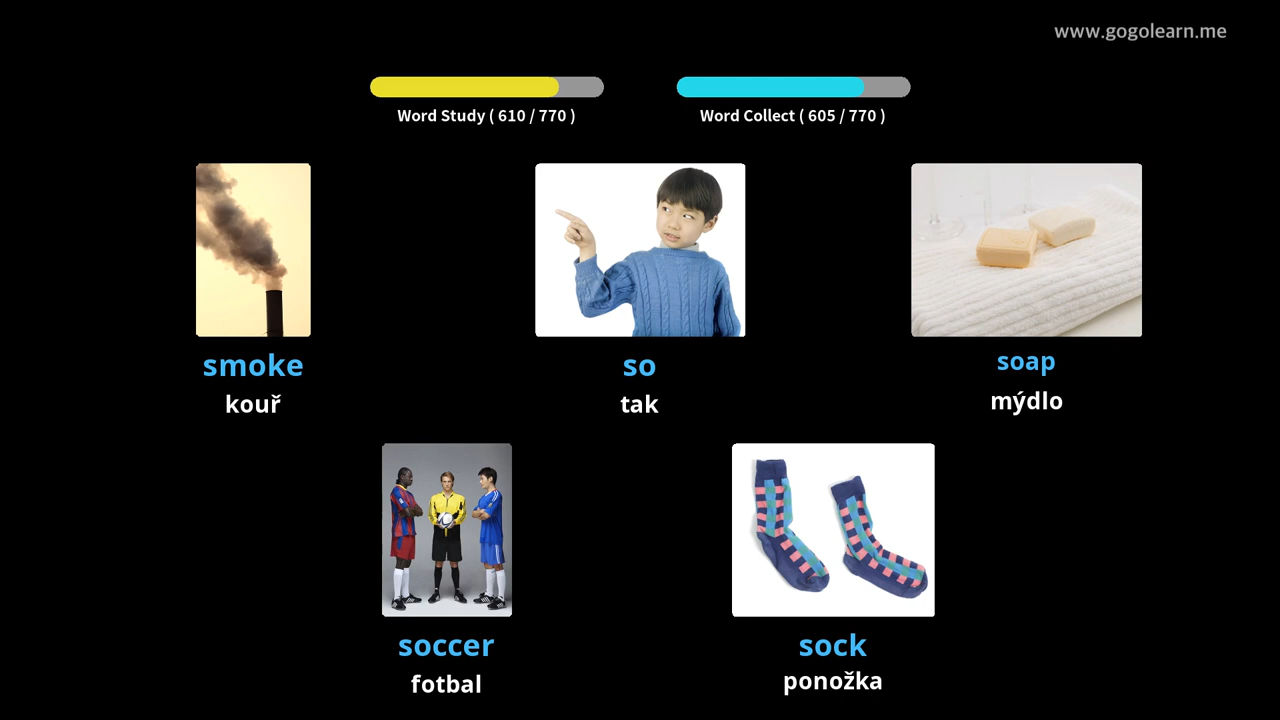 www.gogolearn.me
Word Study ( 610 / 770 )
Word Collect ( 605 / 770 )
smoke
kouř
so
tak
soap
mýdlo
soccer
fotbal
sock
ponožka